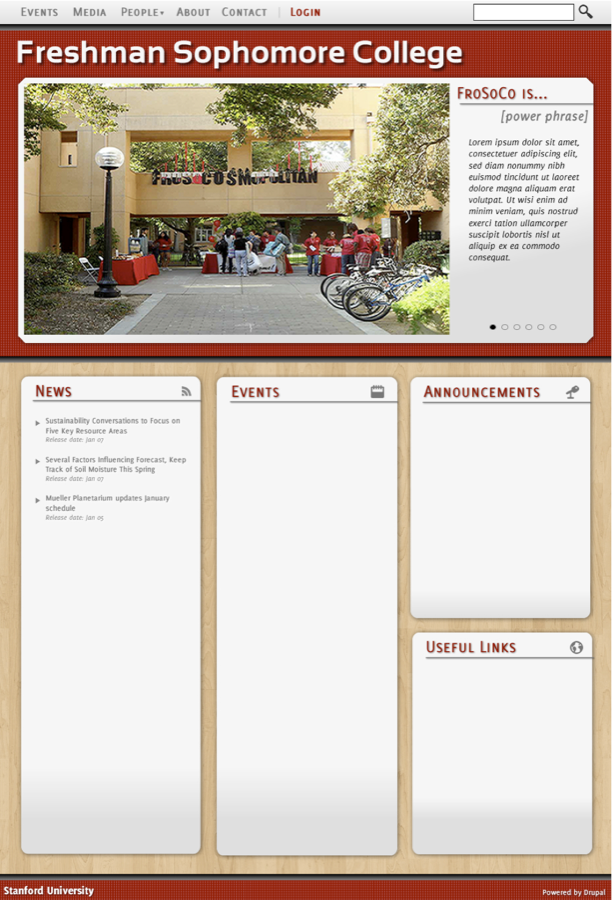 Events Media People About Contact | Login
Freshman Sophomore College
FroSoCo is...
[power phrase]
Lorem ipsum dolor sit amet,
consectetuer adipiscing elit,
sed diam nonummy nibh
euismod tincidunt ut laoreet
dolore magna aliquam erat
volutpat. Ut wisi enim ad
minim veniam, quis nostrud
exerci tation ullamcorper
suscipit lobortis nisl ut
aliquip ex ea commodo
consequat.
COSMOPOLITAN
News
Sustainability Conversations to Focus on
Five Key Resource Areas
Release date: Jan 07
Several Factors Influencing Forecast, Keep
Track of Soil Moisture This Spring
Release date: Jan 07
Mueller Planetarium updates January
schedule
Release date: Jan 05
Events
Announcements
Useful Links
Stanford University
Powered by Drupal